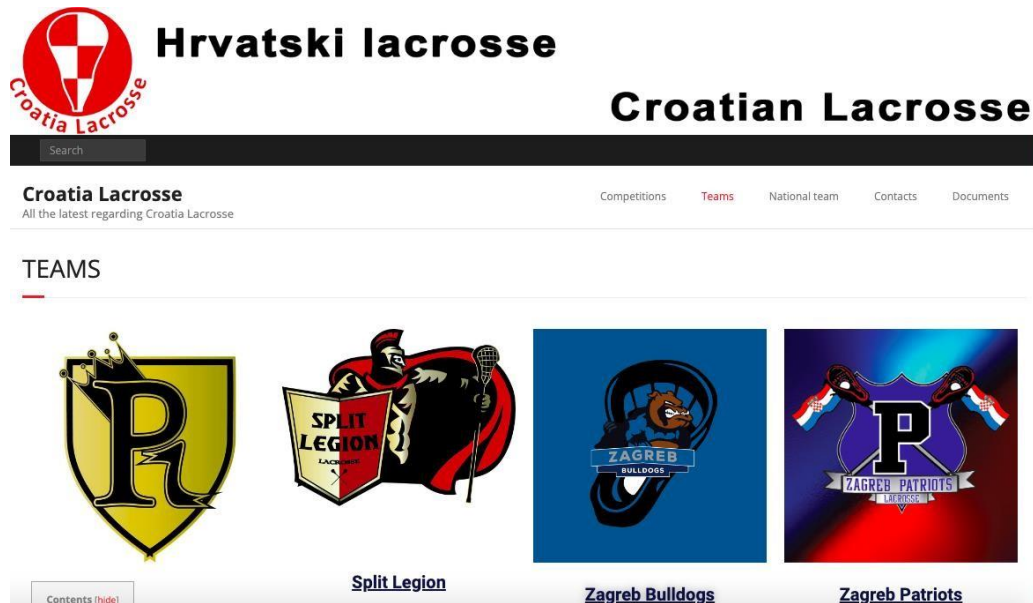 Hrvatski lacrosse
Croatian Lacrosse
Croatia Lacrosse
Search
Croatia Lacrosse
All the latest regarding Croatia Lacrosse
Competitions Teams National team Contacts Documents
TEAMS
R
SPLIT
LEGION
LACROSSE
ZAGREB
BULLDOGS
P
ZAGREB PATRIOTS
LACROSSE
Contents [hide]
Split Legion
Zagreb Bulldogs
Zagreb Patriots